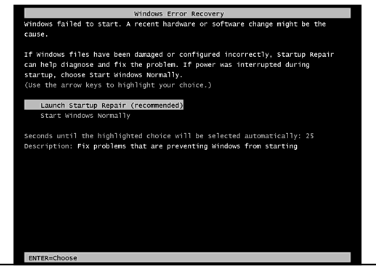 Windows Error Recovery
Windows failed to start. A recent hardware or software change might be the
cause.
If Windows files have been damaged or configured incorrectly, Startup Repair
can help diagnose and fix the problem. If power was interrupted during
startup, choose Start Windows Normally.
(Use the arrow keys to highlight your choice.)
Launch Startup Repair (recommended)
Start Windows Normally
Seconds until the highlighted choice will be selected automatically: 25
Description: Fix problems that are preventing Windows from starting
ENTER=Choose